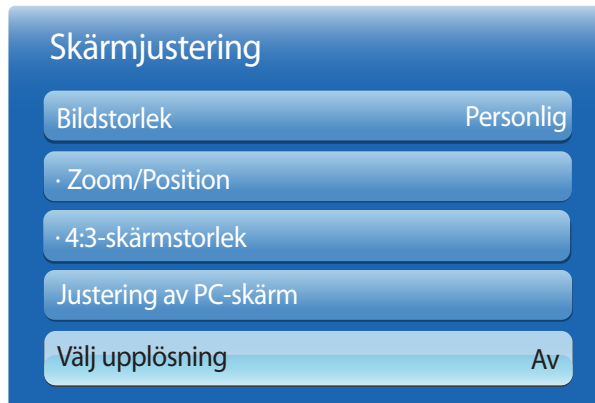 Skärmjustering
Bildstorlek Personlig
· Zoom/Position
· 4:3-skärmstorlek
Justering av PC-skärm
Välj upplösning Av